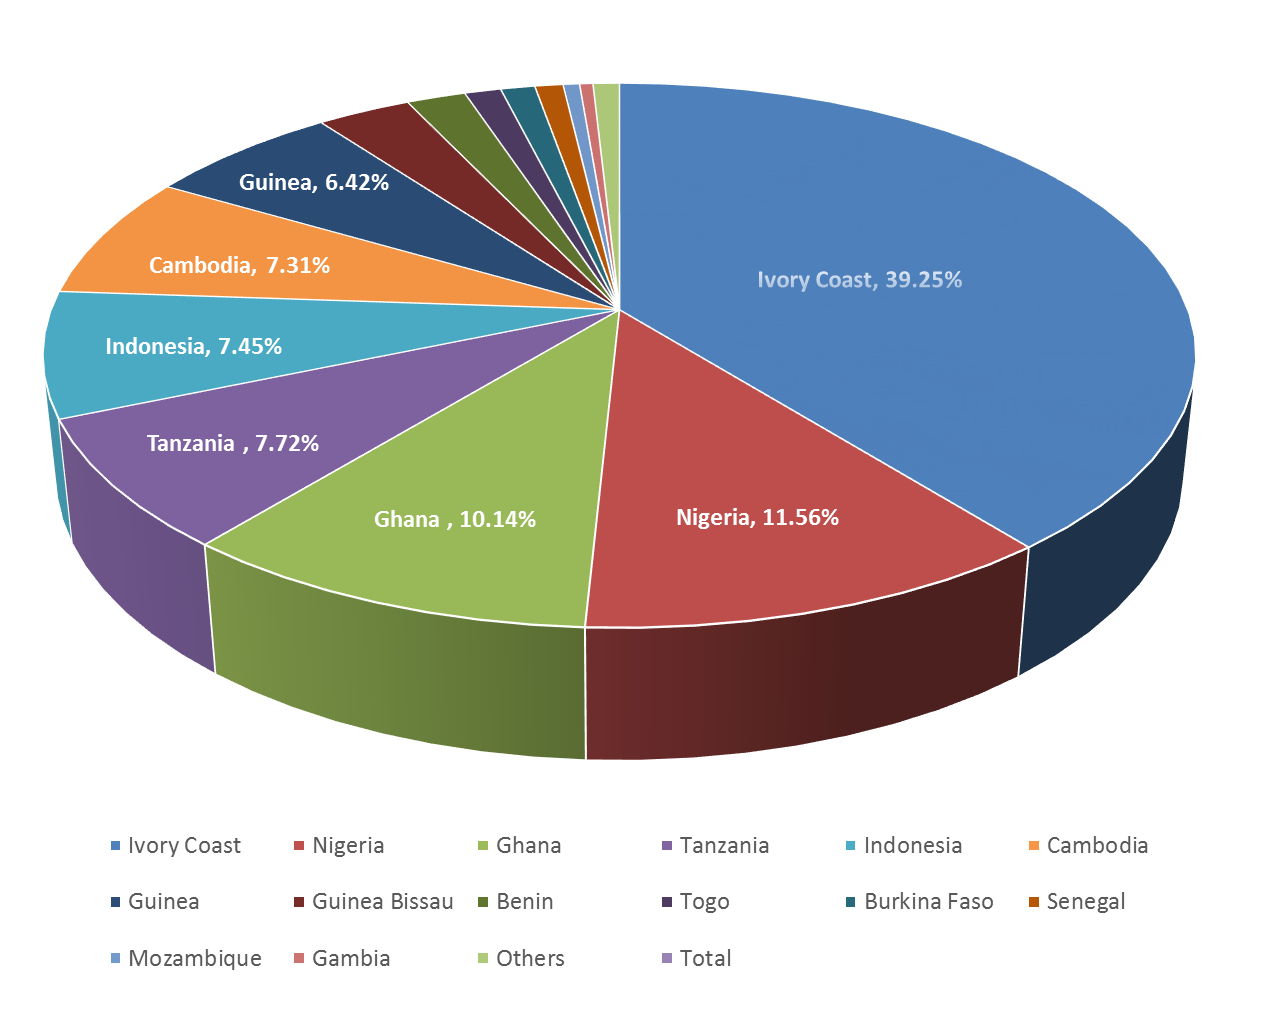 Guinea, 6.42%
Cambodia, 7.31%
Ivory Coast, 39.25%
Indonesia, 7.45%
Tanzania , 7.72%
Ghana , 10.14%
Nigeria, 11.56%
Ivory Coast Nigeria Ghana Tanzania Indonesia Cambodia
Guinea Guinea Bissau Benin Togo Burkina Faso Senegal
Mozambique Gambia Others Total